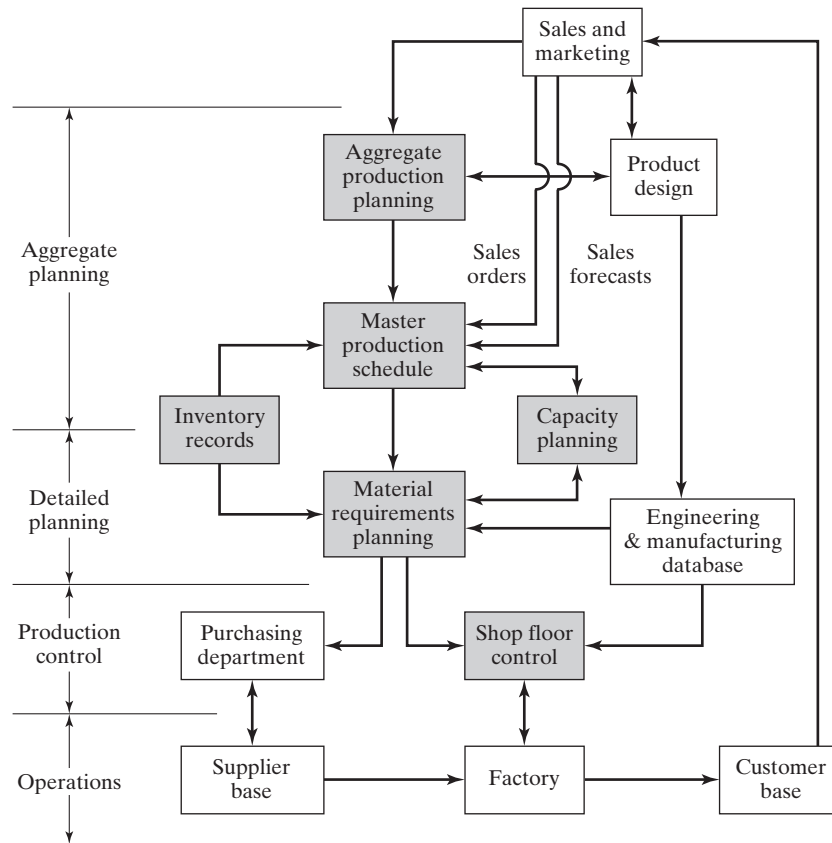 Sales and
marketing
Aggregate
production
planning
Product
design
Aggregate
planning
Sales
orders
Sales
forecasts
Master
production
schedule
Inventory
records
Capacity
planning
Detailed
planning
Material
requirements
planning
Engineering
& manufacturing
database
Production
control
Purchasing
department
Shop floor
control
Operations
Supplier
base
Factory
Customer
base